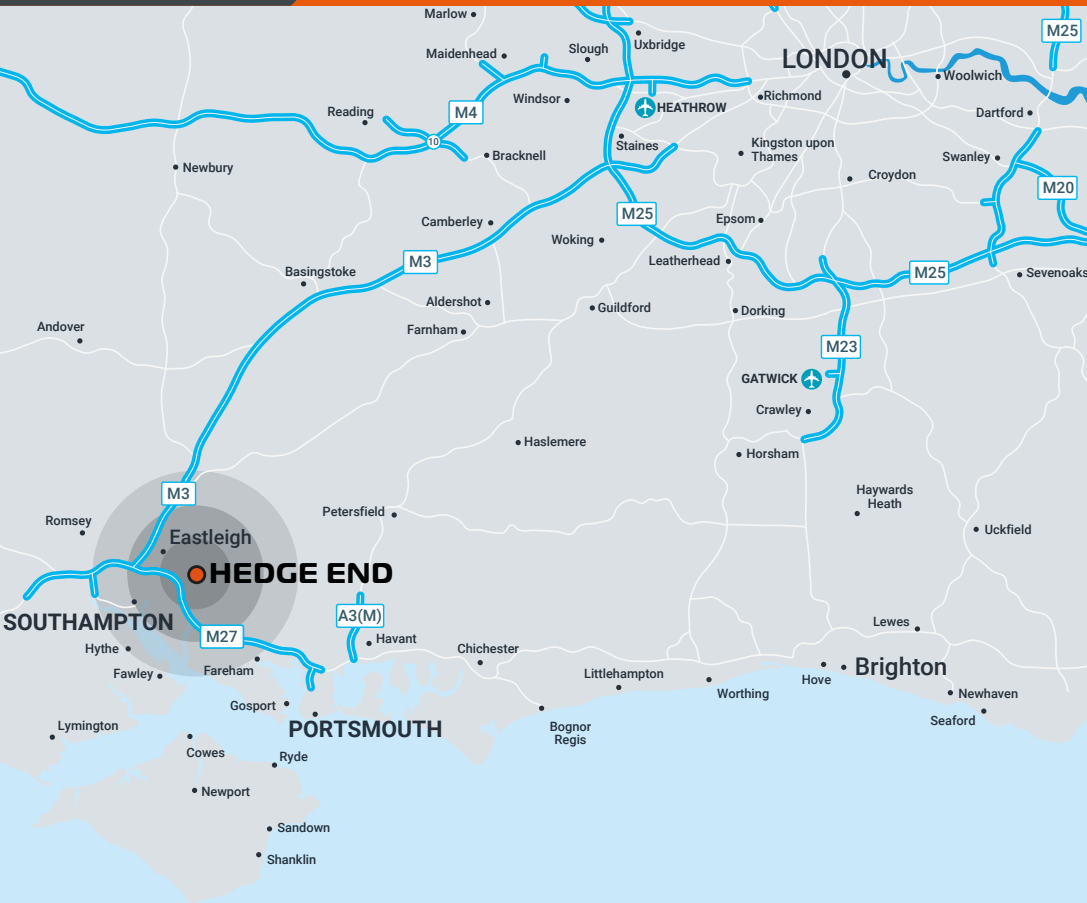 Marlow
M25
Uxbridge
Slough
Maidenhead
LONDON
Woolwich
Windsor
Richmond
HEATHROW
Reading
M4
Dartford
10
Staines
Kingston upon
Thames
Bracknell
Swanley
Newbury
Croydon
M20
Camberley
M25
Epsom
Woking
M3
Leatherhead
Basingstoke
M25
Sevenoaks
Aldershot
Guildford
Dorking
Andover
Farnham
M23
GATWICK
Crawley
Haslemere
Horsham
M3
Haywards
Heath
Petersfield
Romsey
Uckfield
Eastleigh
HEDGE END
A3(M)
SOUTHAMPTON
Lewes
M27
Havant
Hythe
Chichester
Brighton
Fawley
Fareham
Littlehampton
Hove
Worthing
Newhaven
Gosport
Seaford
Lymington
PORTSMOUTH
Bognor
Regis
Cowes
Ryde
Newport
Sandown
Shanklin